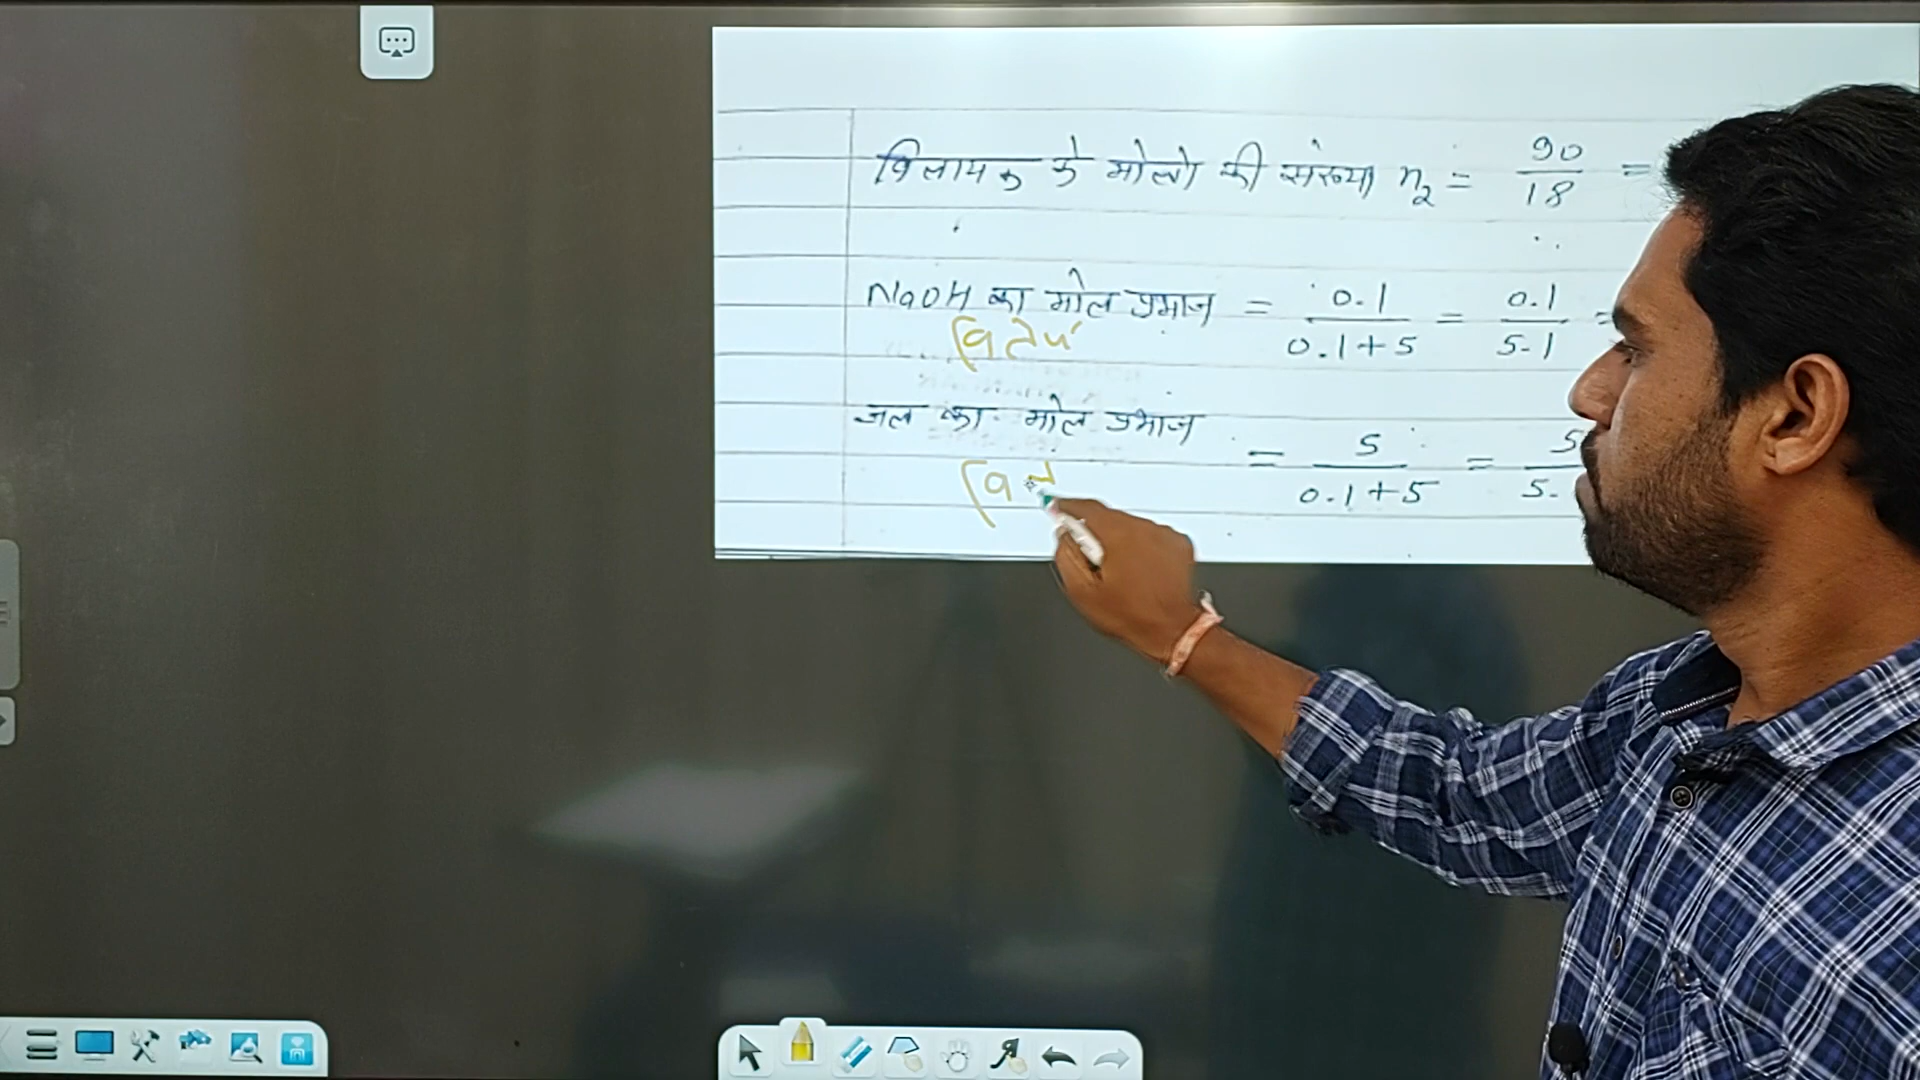 विलायक के मोलो की संख्या n₂ = 90/18 =
NaOH का मोल प्रभाज = 0.1/(0.1+5) = 0.1/5.1 =
विलेय
जल का मोल प्रभाज = 5/(0.1+5) = 5/5.
वि